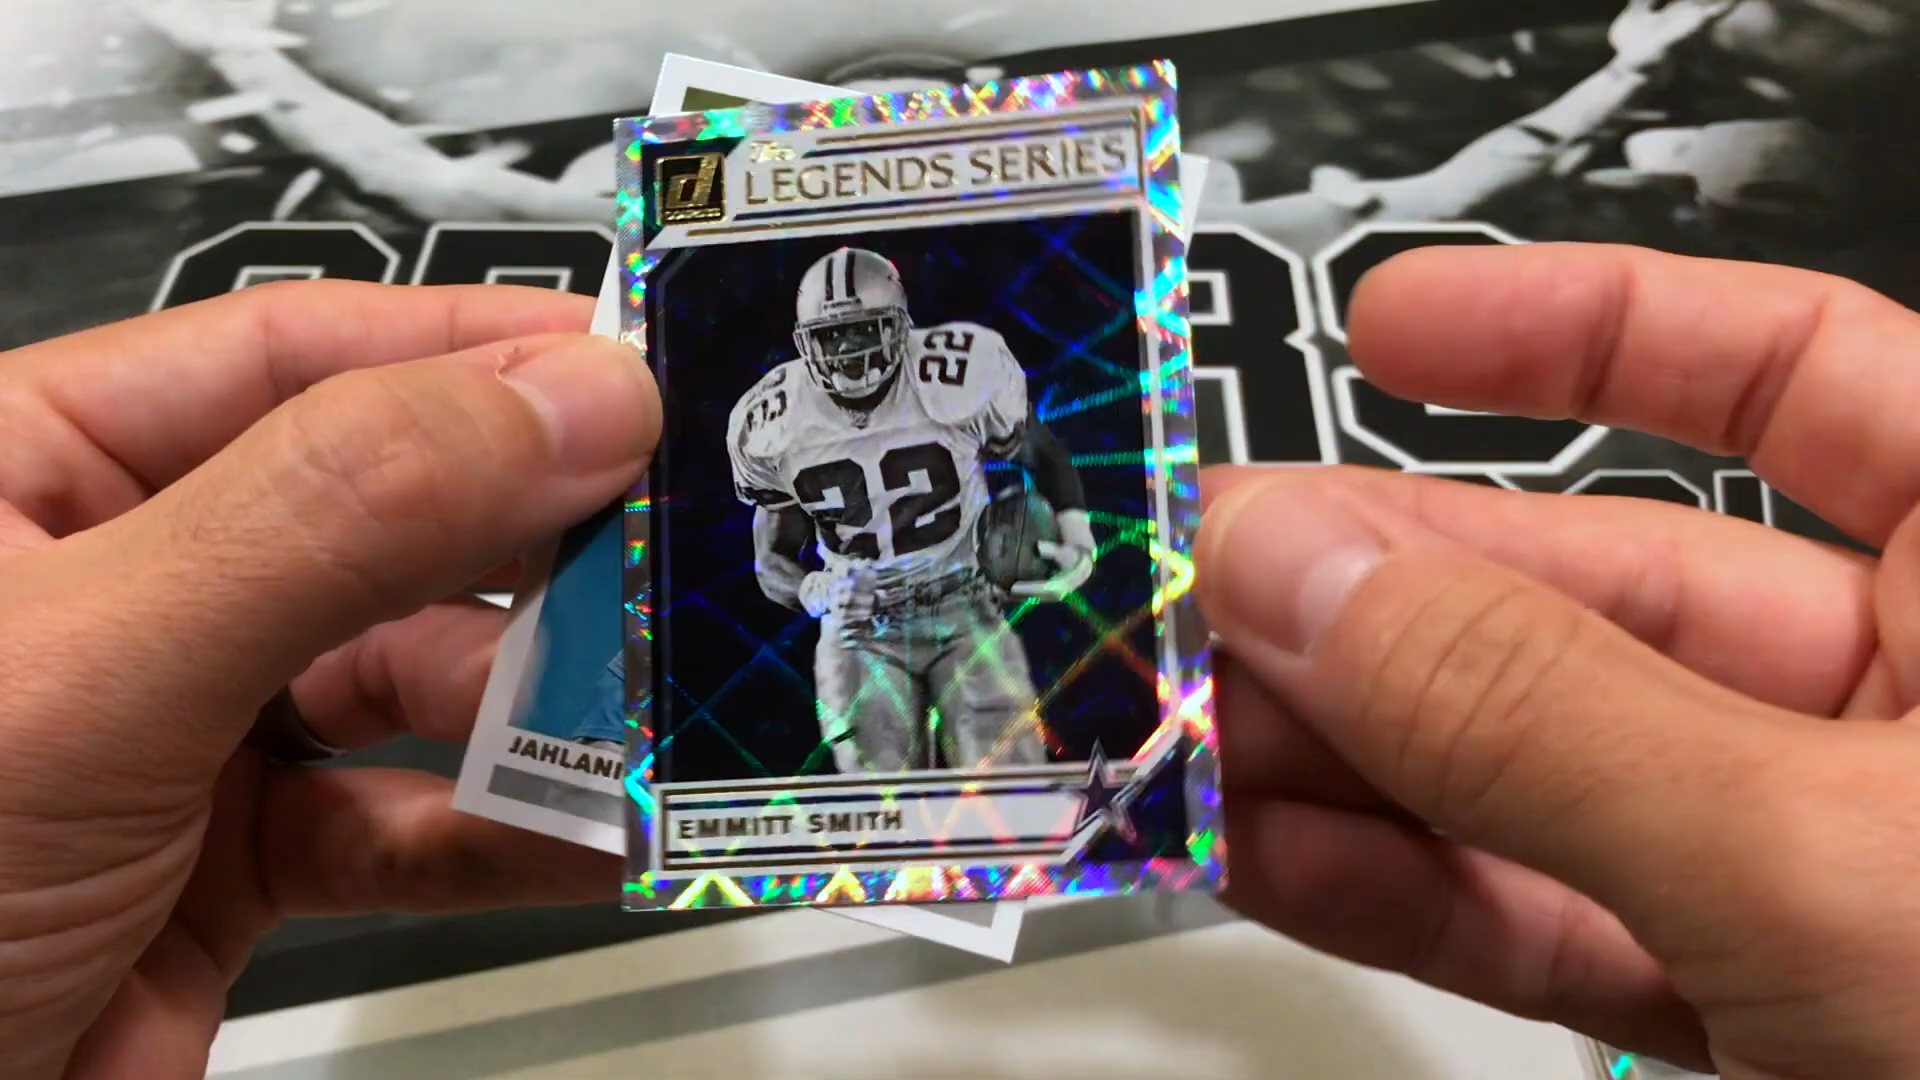 The
LEGENDS SERIES
d
22
22
22
JAHLANI
EMMITT SMITH